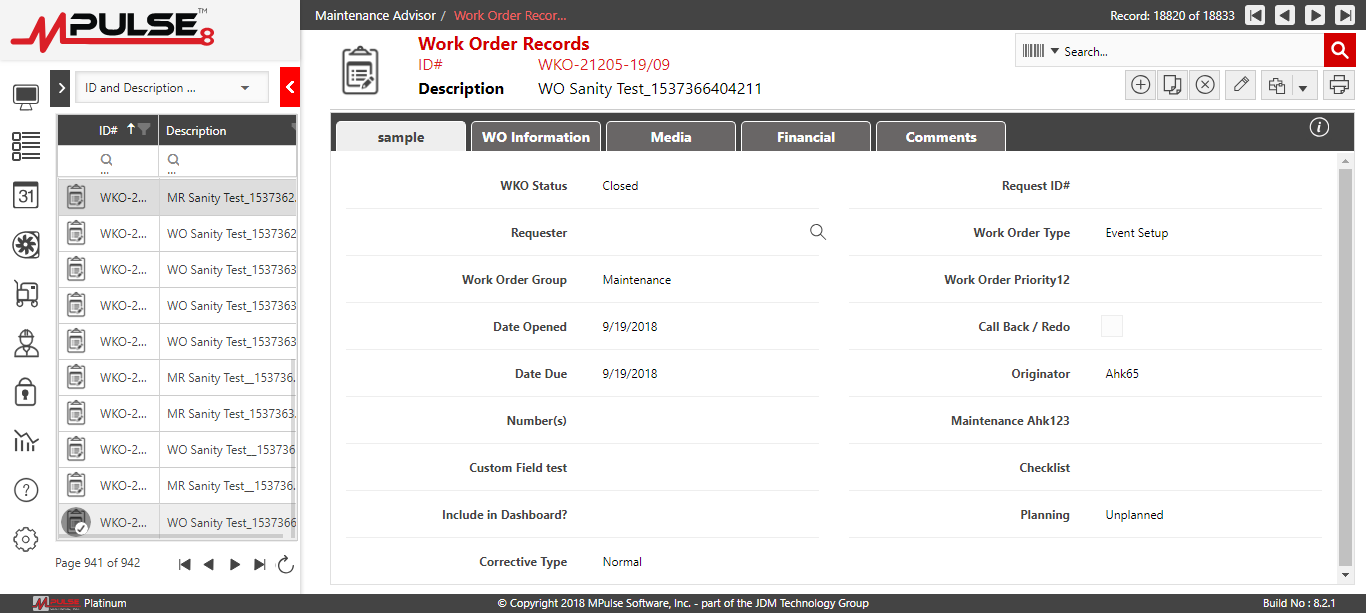 MPULSE™ 8
Maintenance Advisor / Work Order Recor...
Record: 18820 of 18833
Work Order Records
ID# WKO-21205-19/09
Description WO Sanity Test_1537366404211
Search...
ID and Description ...
ID# Description
...
...
WKO-2... MR Sanity Test_1537362.
WKO-2... WO Sanity Test_1537362
WKO-2... WO Sanity Test_1537363
WKO-2... WO Sanity Test_1537363
WKO-2... WO Sanity Test_1537363
WKO-2... MR Sanity Test__153736.
WKO-2... MR Sanity Test_1537363.
WKO-2... WO Sanity Test__153736
WKO-2... MR Sanity Test__153736.
WKO-2... WO Sanity Test_1537366
Page 941 of 942
31
?
sample WO Information Media Financial Comments
i
WKO Status Closed
Request ID#
Requester
Work Order Type Event Setup
Work Order Group Maintenance
Work Order Priority12
Date Opened 9/19/2018
Call Back / Redo
Date Due 9/19/2018
Originator Ahk65
Number(s)
Maintenance Ahk123
Custom Field test
Checklist
Include in Dashboard?
Planning Unplanned
Corrective Type Normal
MPULSE Platinum
© Copyright 2018 MPulse Software, Inc. - part of the JDM Technology Group
Build No : 8.2.1